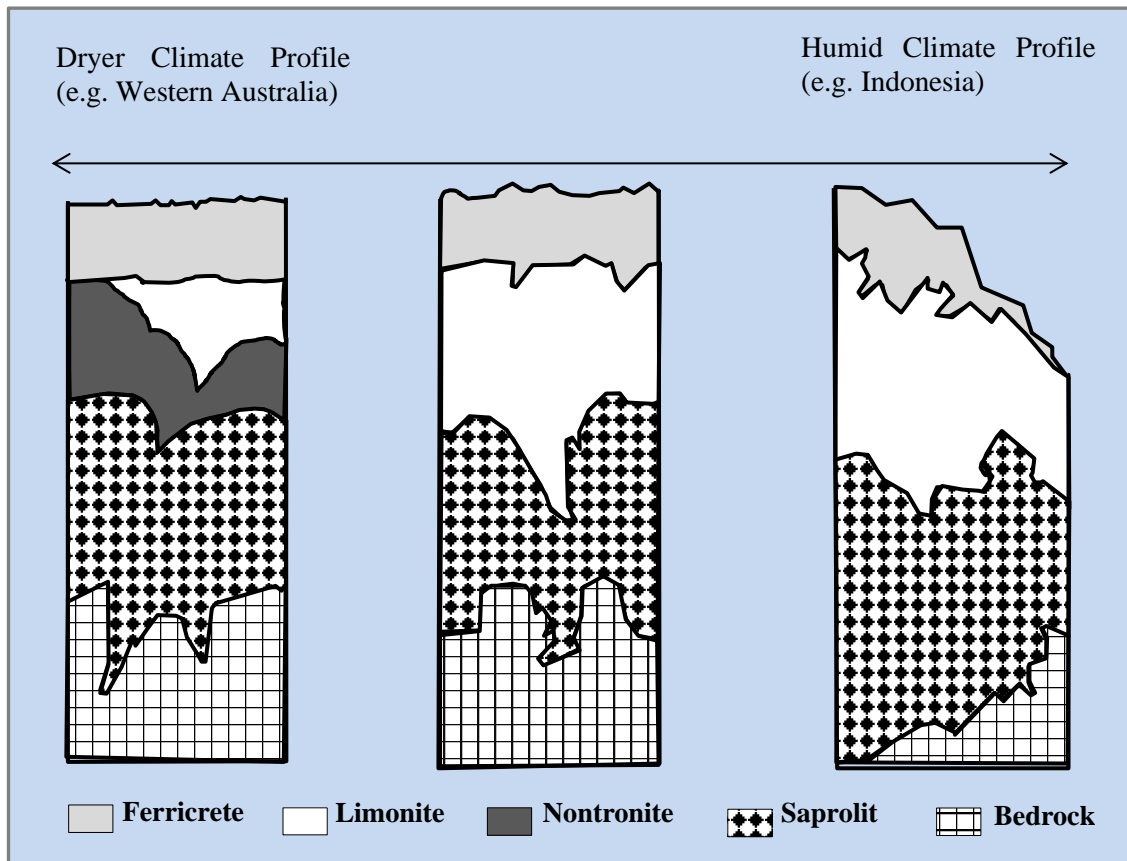 Dryer Climate Profile
(e.g. Western Australia)
Humid Climate Profile
(e.g. Indonesia)
Ferricrete
Limonite
Nontronite
Saprolit
Bedrock